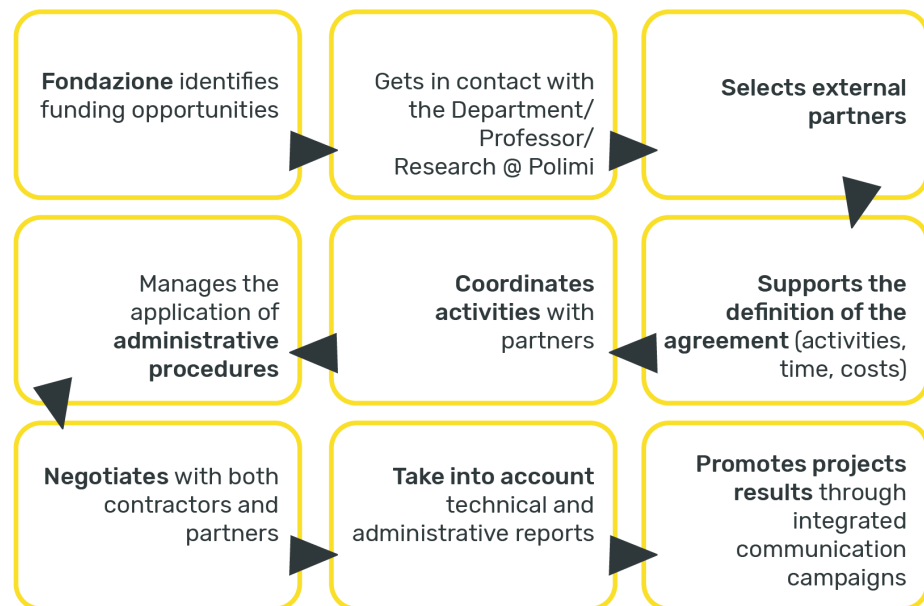 Fondazione identifies
funding opportunities
Gets in contact with
the Department/
Professor/
Research @ Polimi
Selects external
partners
Supports the
definition of the
agreement (activities,
time, costs)
Coordinates
activities with
partners
Manages the
application of
administrative
procedures
Negotiates with both
contractors and
partners
Take into account
technical and
administrative reports
Promotes projects
results through
integrated
communication
campaigns